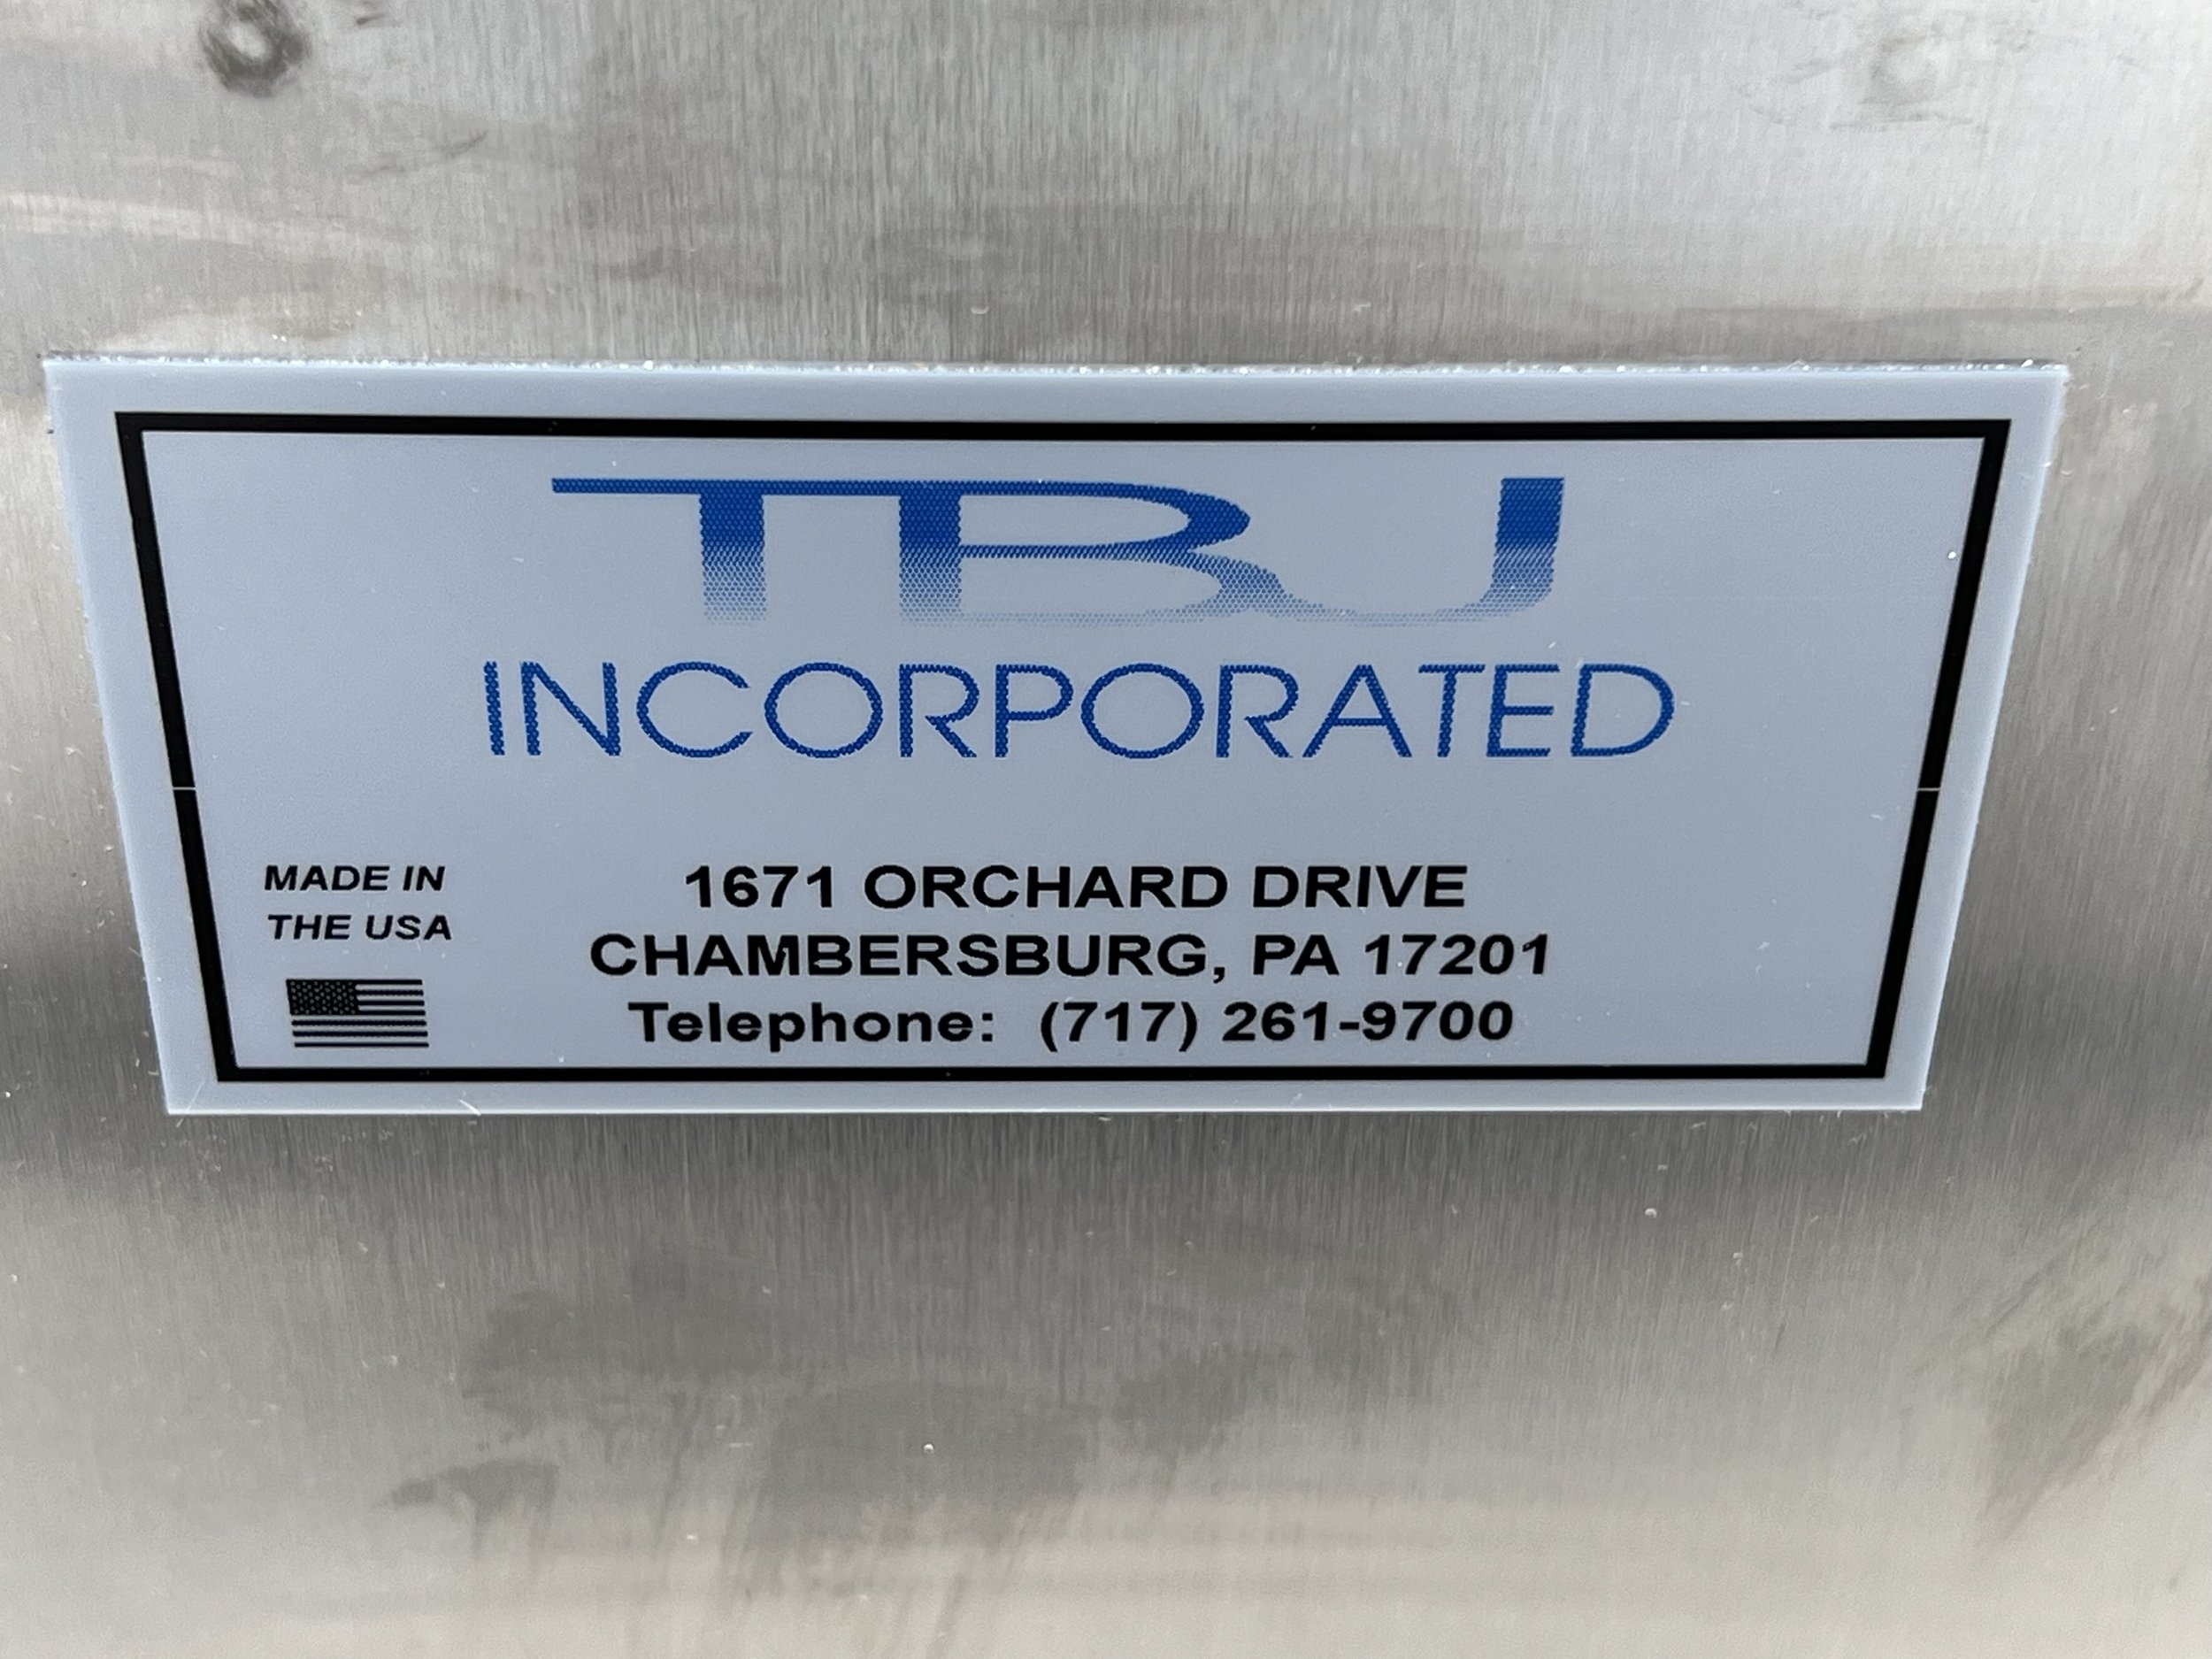 TBJ
INCORPORATED
MADE IN
THE USA
1671 ORCHARD DRIVE
CHAMBERSBURG, PA 17201
Telephone: (717) 261-9700